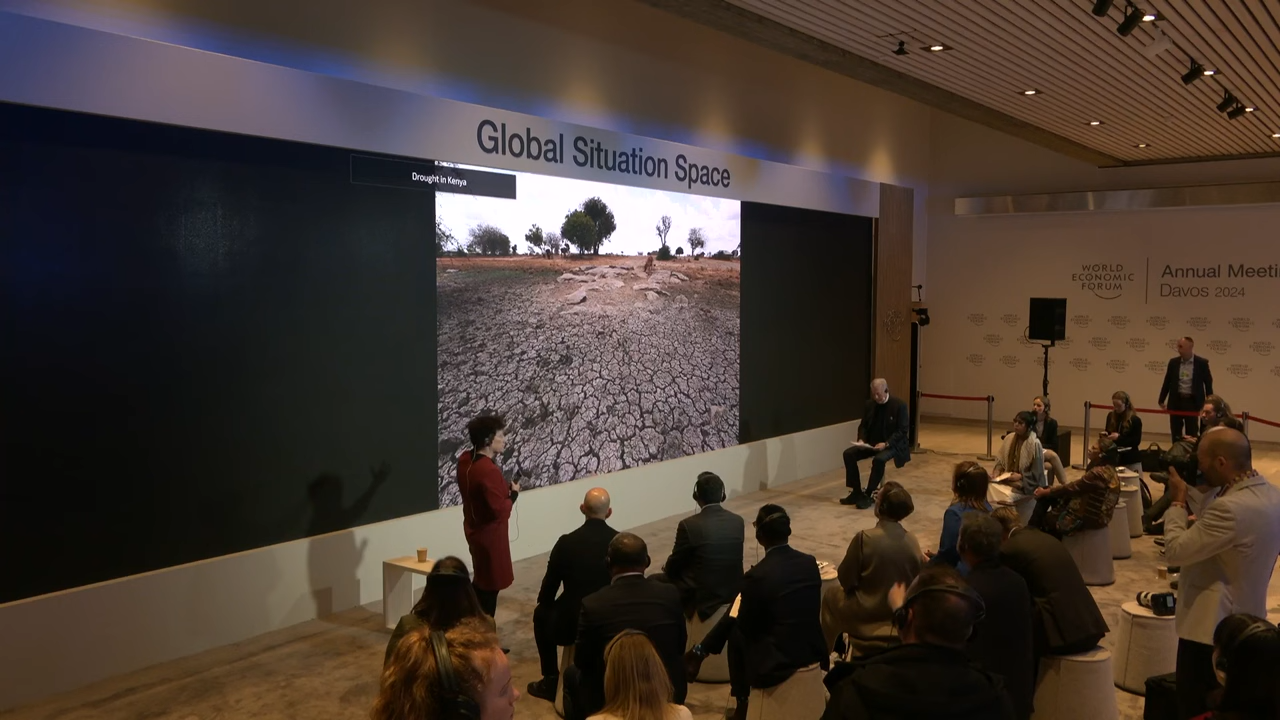 Global Situation Space
Drought in Kenya
WORLD
ECONOMIC
FORUM
Annual Meeti
Davos 2024